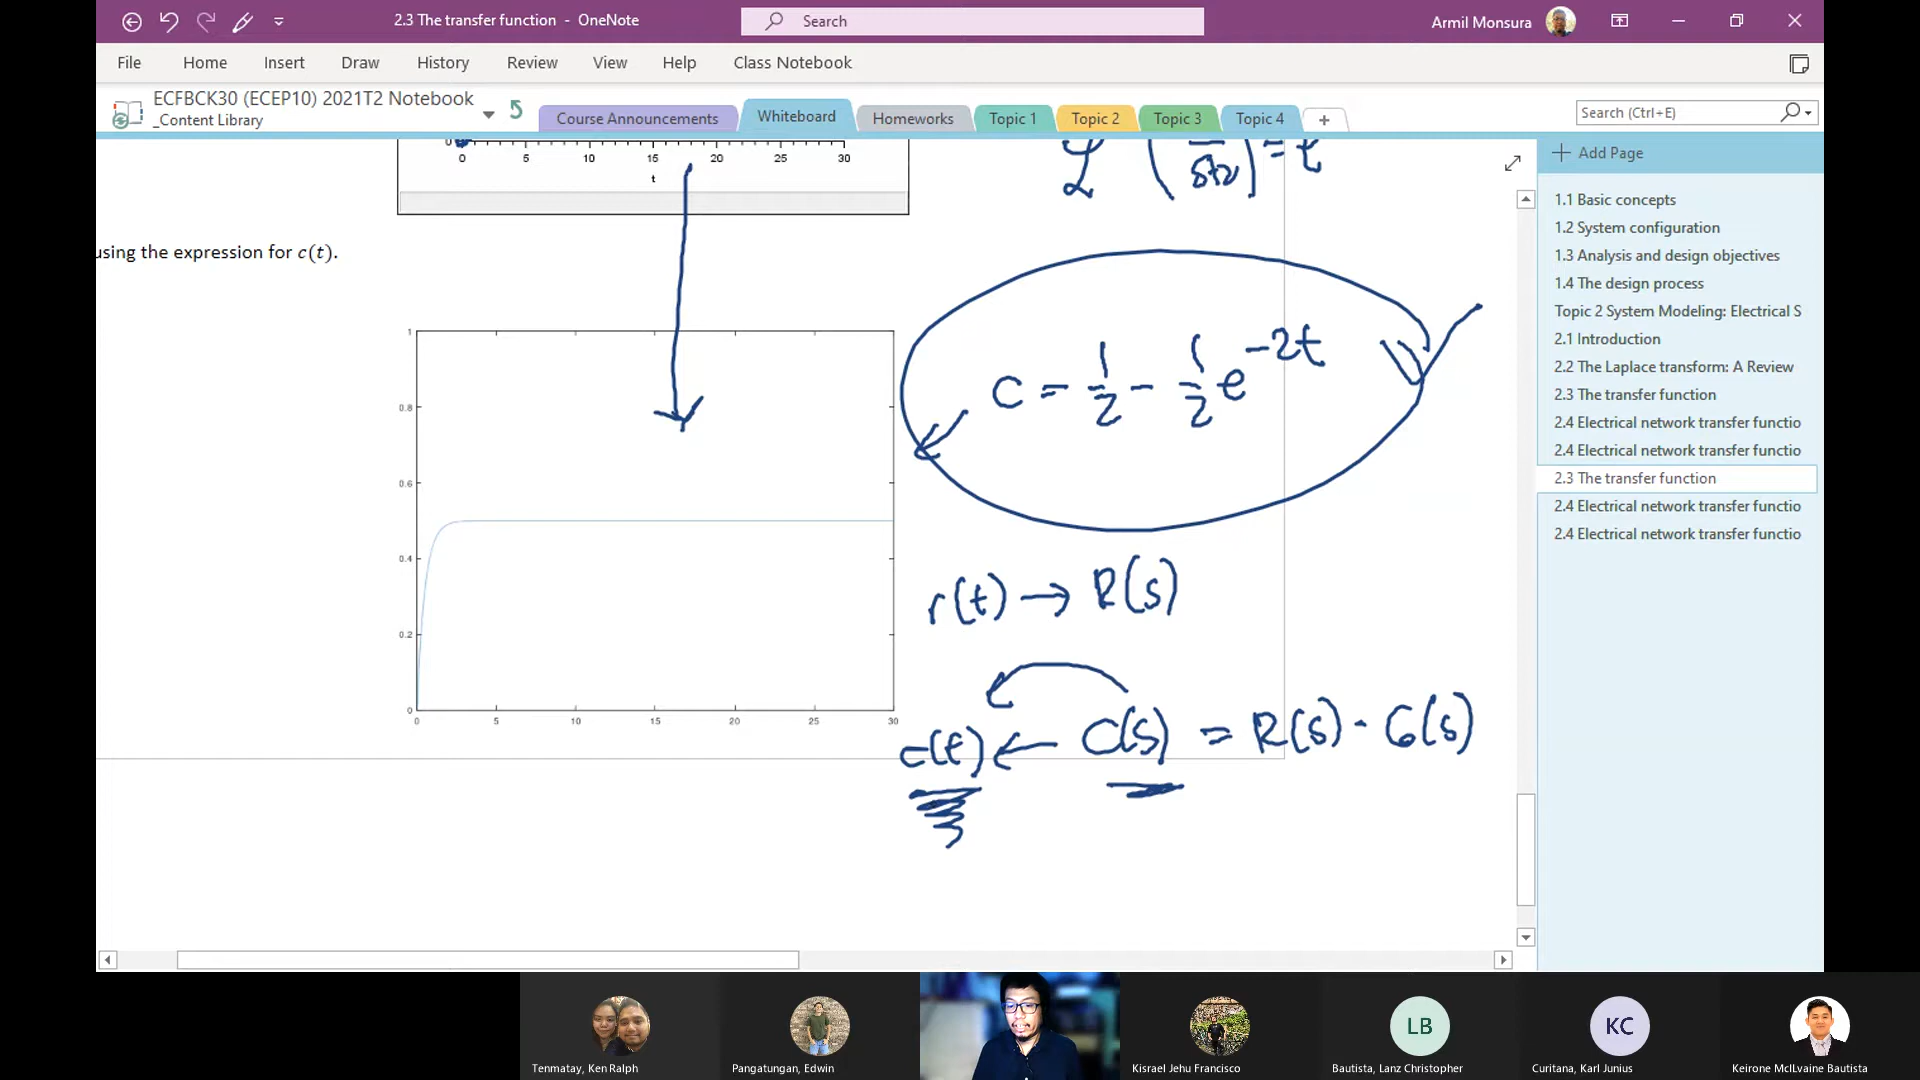 2.3 The transfer function - OneNote
Search
Armil Monsura
File Home Insert Draw History Review View Help Class Notebook
ECFBCK30 (ECEP10) 2021T2 Notebook
_Content Library
Course Announcements Whiteboard Homeworks Topic 1 Topic 2 Topic 3 Topic 4 +
Search (Ctrl+E)
0
0 5 10 15 20 25 30
t
using the expression for c(t).
c = 1/2 - 1/2 e^-2t
1
0.8
0.6
0.4
0.2
0
0 5 10 15 20 25 30
r(t) → R(s)
c(t) ← C(s) = R(s) · G(s)
Add Page
1.1 Basic concepts
1.2 System configuration
1.3 Analysis and design objectives
1.4 The design process
Topic 2 System Modeling: Electrical S
2.1 Introduction
2.2 The Laplace transform: A Review
2.3 The transfer function
2.4 Electrical network transfer functio
2.4 Electrical network transfer functio
2.3 The transfer function
2.4 Electrical network transfer functio
2.4 Electrical network transfer functio
LB
KC
Tenmatay, Ken Ralph
Pangatungan, Edwin
Kisrael Jehu Francisco
Bautista, Lanz Christopher
Curitana, Karl Junius
Keirone McIlvaine Bautista